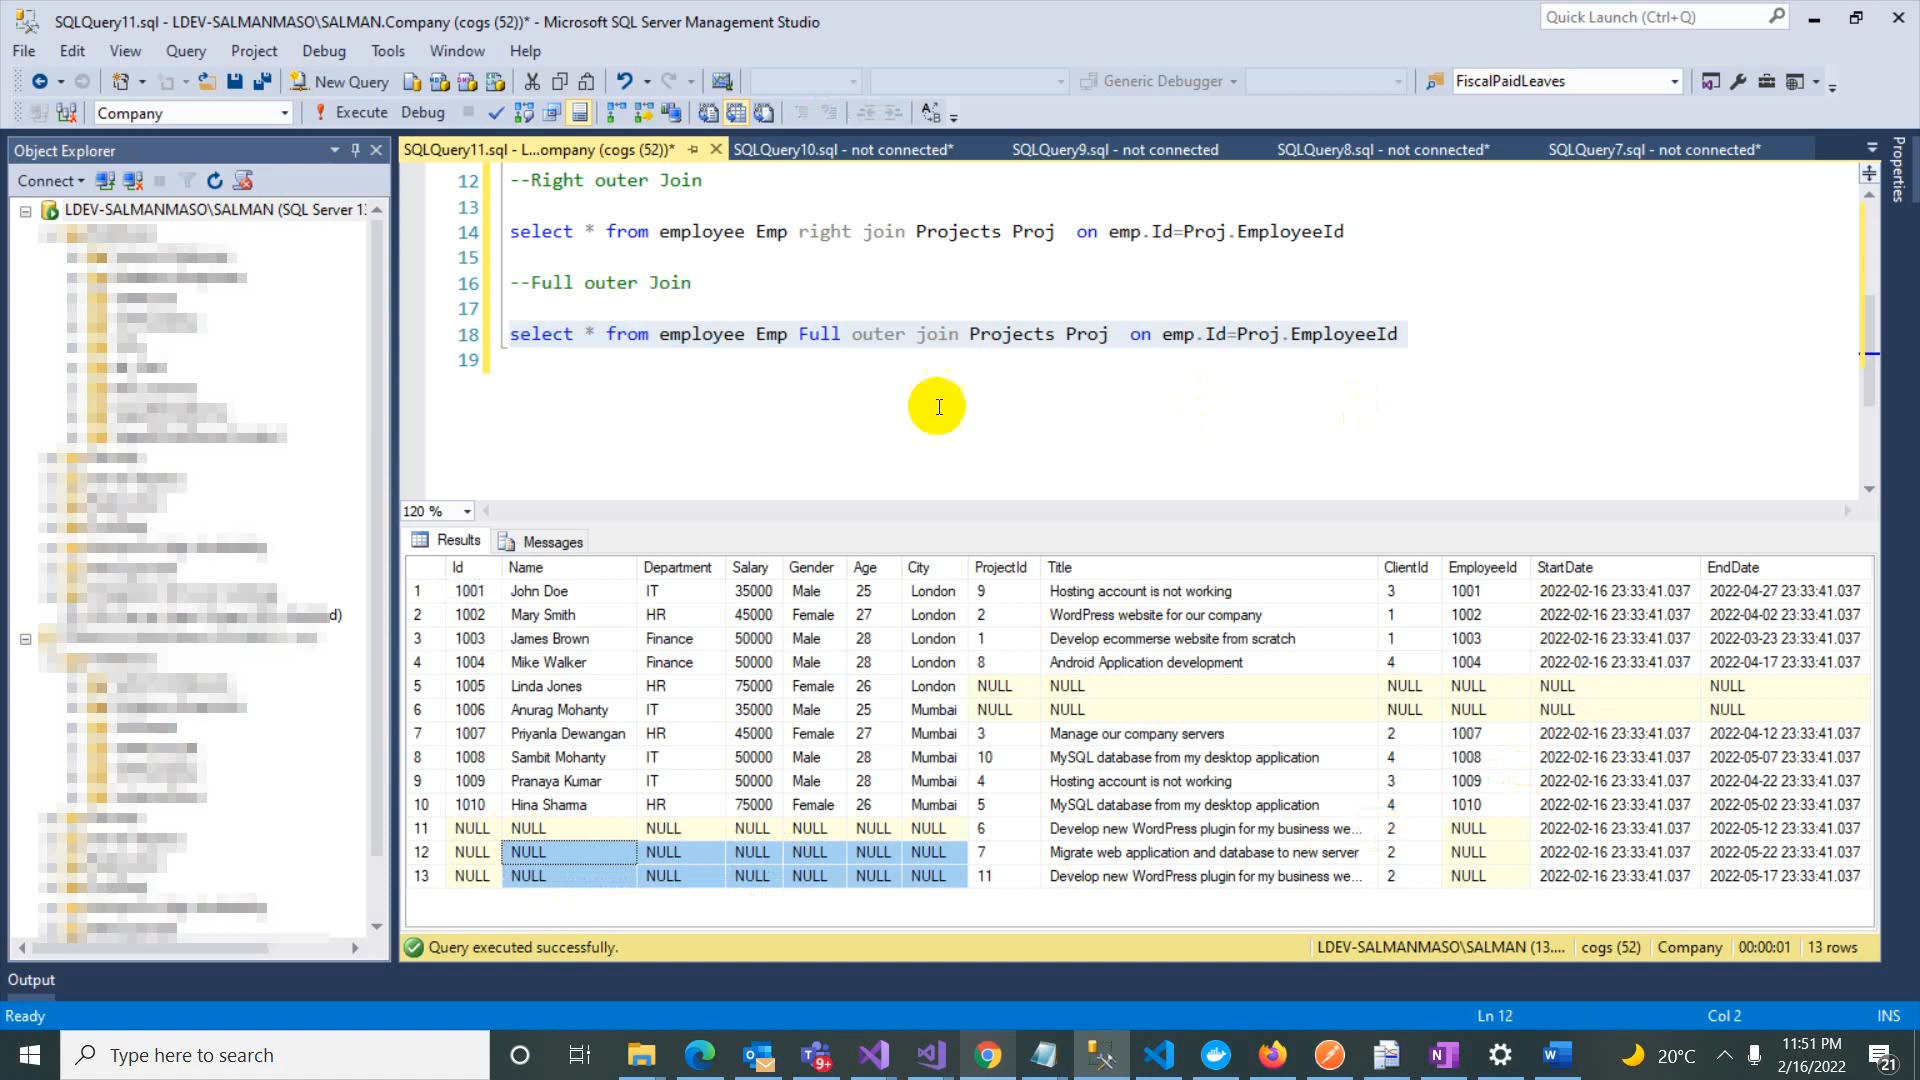 SQLQuery11.sql - LDEV-SALMANMASO\SALMAN.Company (cogs (52))* - Microsoft SQL Server Management Studio
Quick Launch (Ctrl+Q)
File Edit View Query Project Debug Tools Window Help
New Query Generic Debugger FiscalPaidLeaves
Company Execute Debug
Object Explorer
Connect
LDEV-SALMANMASO\SALMAN (SQL Server 13
d)
SQLQuery11.sql - L...ompany (cogs (52))* SQLQuery10.sql - not connected* SQLQuery9.sql - not connected SQLQuery8.sql - not connected* SQLQuery7.sql - not connected*
Properties
12 --Right outer Join
13
14 select * from employee Emp right join Projects Proj on emp.Id=Proj.EmployeeId
15
16 --Full outer Join
17
18 select * from employee Emp Full outer join Projects Proj on emp.Id=Proj.EmployeeId
19
120 %
Results Messages
Id Name Department Salary Gender Age City ProjectId Title ClientId EmployeeId StartDate EndDate
1 1001 John Doe IT 35000 Male 25 London 9 Hosting account is not working 3 1001 2022-02-16 23:33:41.037 2022-04-27 23:33:41.037
2 1002 Mary Smith HR 45000 Female 27 London 2 WordPress website for our company 1 1002 2022-02-16 23:33:41.037 2022-04-02 23:33:41.037
3 1003 James Brown Finance 50000 Male 28 London 1 Develop ecommerse website from scratch 1 1003 2022-02-16 23:33:41.037 2022-03-23 23:33:41.037
4 1004 Mike Walker Finance 50000 Male 28 London 8 Android Application development 4 1004 2022-02-16 23:33:41.037 2022-04-17 23:33:41.037
5 1005 Linda Jones HR 75000 Female 26 London NULL NULL NULL NULL NULL NULL
6 1006 Anurag Mohanty IT 35000 Male 25 Mumbai NULL NULL NULL NULL NULL NULL
7 1007 Priyanla Dewangan HR 45000 Female 27 Mumbai 3 Manage our company servers 2 1007 2022-02-16 23:33:41.037 2022-04-12 23:33:41.037
8 1008 Sambit Mohanty IT 50000 Male 28 Mumbai 10 MySQL database from my desktop application 4 1008 2022-02-16 23:33:41.037 2022-05-07 23:33:41.037
9 1009 Pranaya Kumar IT 50000 Male 28 Mumbai 4 Hosting account is not working 3 1009 2022-02-16 23:33:41.037 2022-04-22 23:33:41.037
10 1010 Hina Sharma HR 75000 Female 26 Mumbai 5 MySQL database from my desktop application 4 1010 2022-02-16 23:33:41.037 2022-05-02 23:33:41.037
11 NULL NULL NULL NULL NULL NULL NULL 6 Develop new WordPress plugin for my business we... 2 NULL 2022-02-16 23:33:41.037 2022-05-12 23:33:41.037
12 NULL NULL NULL NULL NULL NULL NULL 7 Migrate web application and database to new server 2 NULL 2022-02-16 23:33:41.037 2022-05-22 23:33:41.037
13 NULL NULL NULL NULL NULL NULL NULL 11 Develop new WordPress plugin for my business we... 2 NULL 2022-02-16 23:33:41.037 2022-05-17 23:33:41.037
Query executed successfully. LDEV-SALMANMASO\SALMAN (13.... cogs (52) Company 00:00:01 13 rows
Output
Ready Ln 12 Col 2 INS
Type here to search 9+ 20°C 11:51 PM
2/16/2022 21